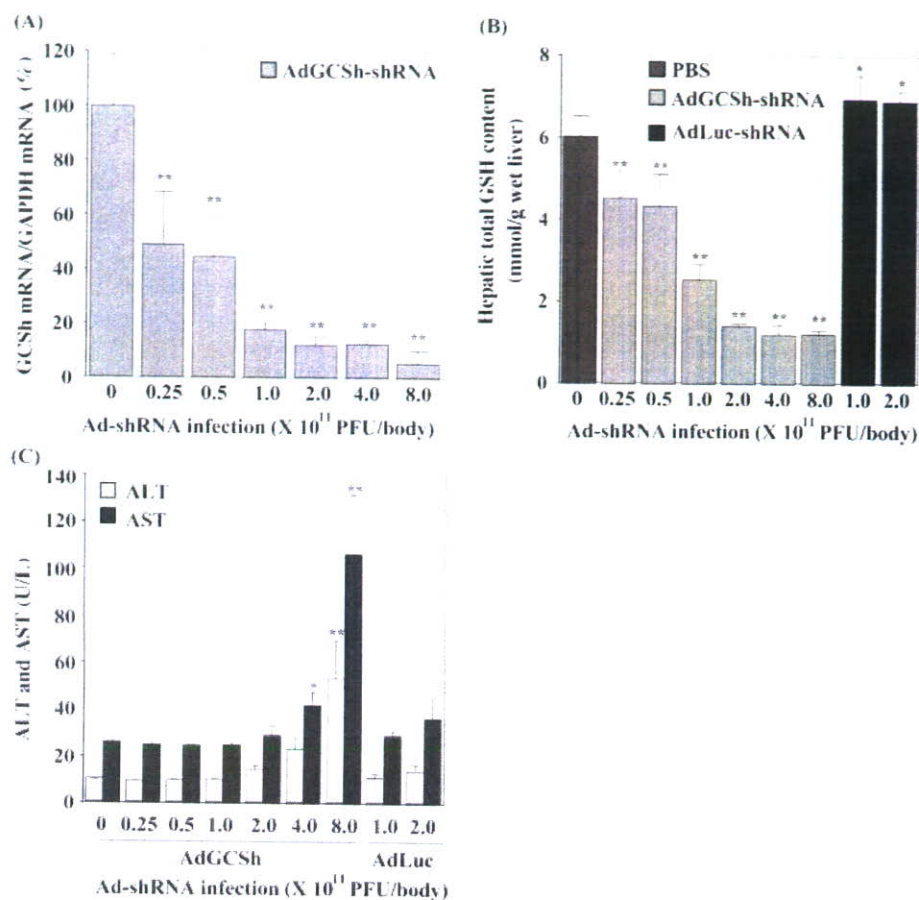 (A)
GCSh mRNA/GAPDH mRNA (%)
120
100
80
60
40
20
0
AdGCSh-shRNA
**
**
**
**
**
**
0 0.25 0.5 1.0 2.0 4.0 8.0
Ad-shRNA infection (X 10¹¹ PFU/body)
(B)
Hepatic total GSH content
(mmol/g wet liver)
8
6
4
2
0
PBS
AdGCSh-shRNA
AdLuc-shRNA
**
**
**
**
**
**
*
*
0 0.25 0.5 1.0 2.0 4.0 8.0 1.0 2.0
Ad-shRNA infection (X 10¹¹ PFU/body)
(C)
ALT and AST (U/L)
140
120
100
80
60
40
20
0
ALT
AST
*
**
**
0 0.25 0.5 1.0 2.0 4.0 8.0 1.0 2.0
AdGCSh AdLuc
Ad-shRNA infection (X 10¹¹ PFU/body)